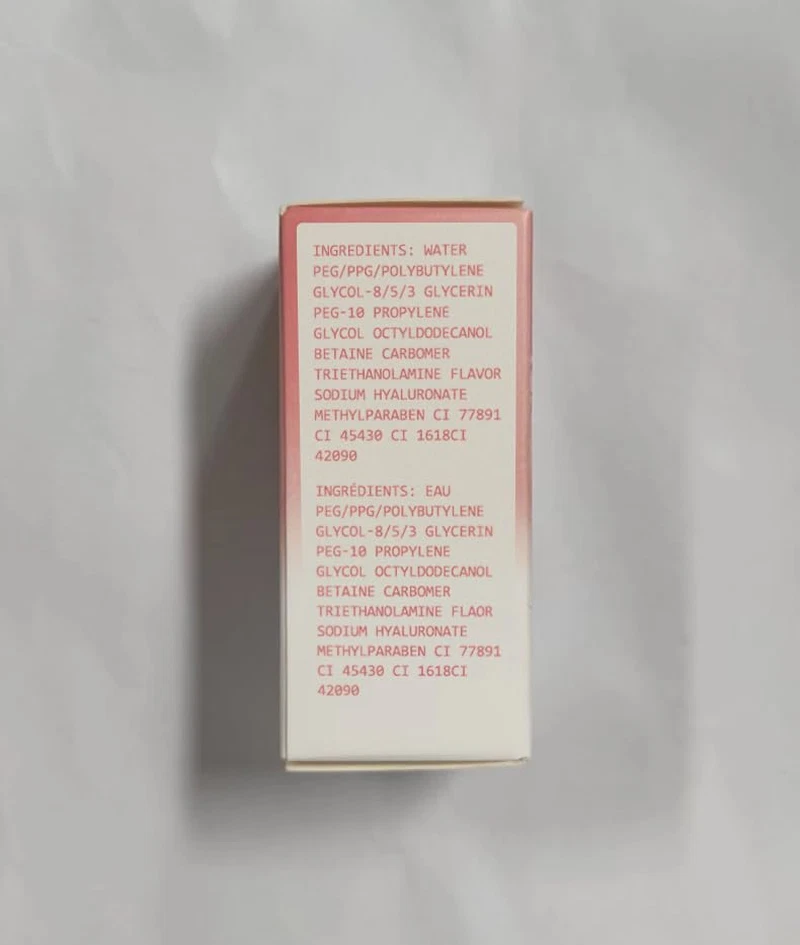 INGREDIENTS: WATER
PEG/PPG/POLYBUTYLENE
GLYCOL-8/5/3 GLYCERIN
PEG-10 PROPYLENE
GLYCOL OCTYLDODECANOL
BETAINE CARBOMER
TRIETHANOLAMINE FLAVOR
SODIUM HYALURONATE
METHYLPARABEN CI 77891
CI 45430 CI 1618CI
42090
INGRÉDIENTS: EAU
PEG/PPG/POLYBUTYLENE
GLYCOL-8/5/3 GLYCERIN
PEG-10 PROPYLENE
GLYCOL OCTYLDODECANOL
BETAINE CARBOMER
TRIETHANOLAMINE FLAOR
SODIUM HYALURONATE
METHYLPARABEN CI 77891
CI 45430 CI 1618CI
42090